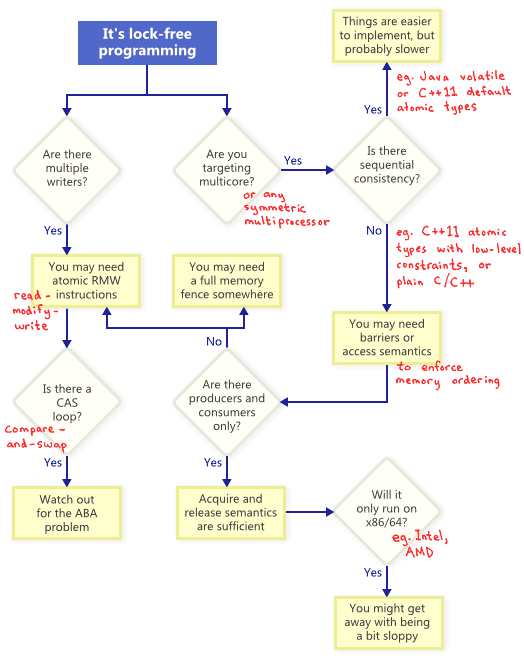 It's lock-free
programming
Things are easier
to implement, but
probably slower
eg. Java volatile
or C++11 default
atomic types
Yes
Are there
multiple
writers?
Are you
targeting
multicore?
Yes
or any
symmetric
multiprocessor
Is there
sequential
consistency?
Yes
No
eg. C++11 atomic
types with low-level
constraints, or
plain C/C++
You may need
atomic RMW
instructions
read-
modify-
write
You may need
a full memory
fence somewhere
You may need
barriers or
access semantics
to enforce
memory ordering
No
Is there a
CAS
loop?
Compare-
and-swap
Are there
producers and
consumers
only?
Yes
Yes
Watch out
for the ABA
problem
Acquire and
release semantics
are sufficient
Will it
only run on
x86/64?
eg. Intel,
AMD
Yes
You might get
away with being
a bit sloppy